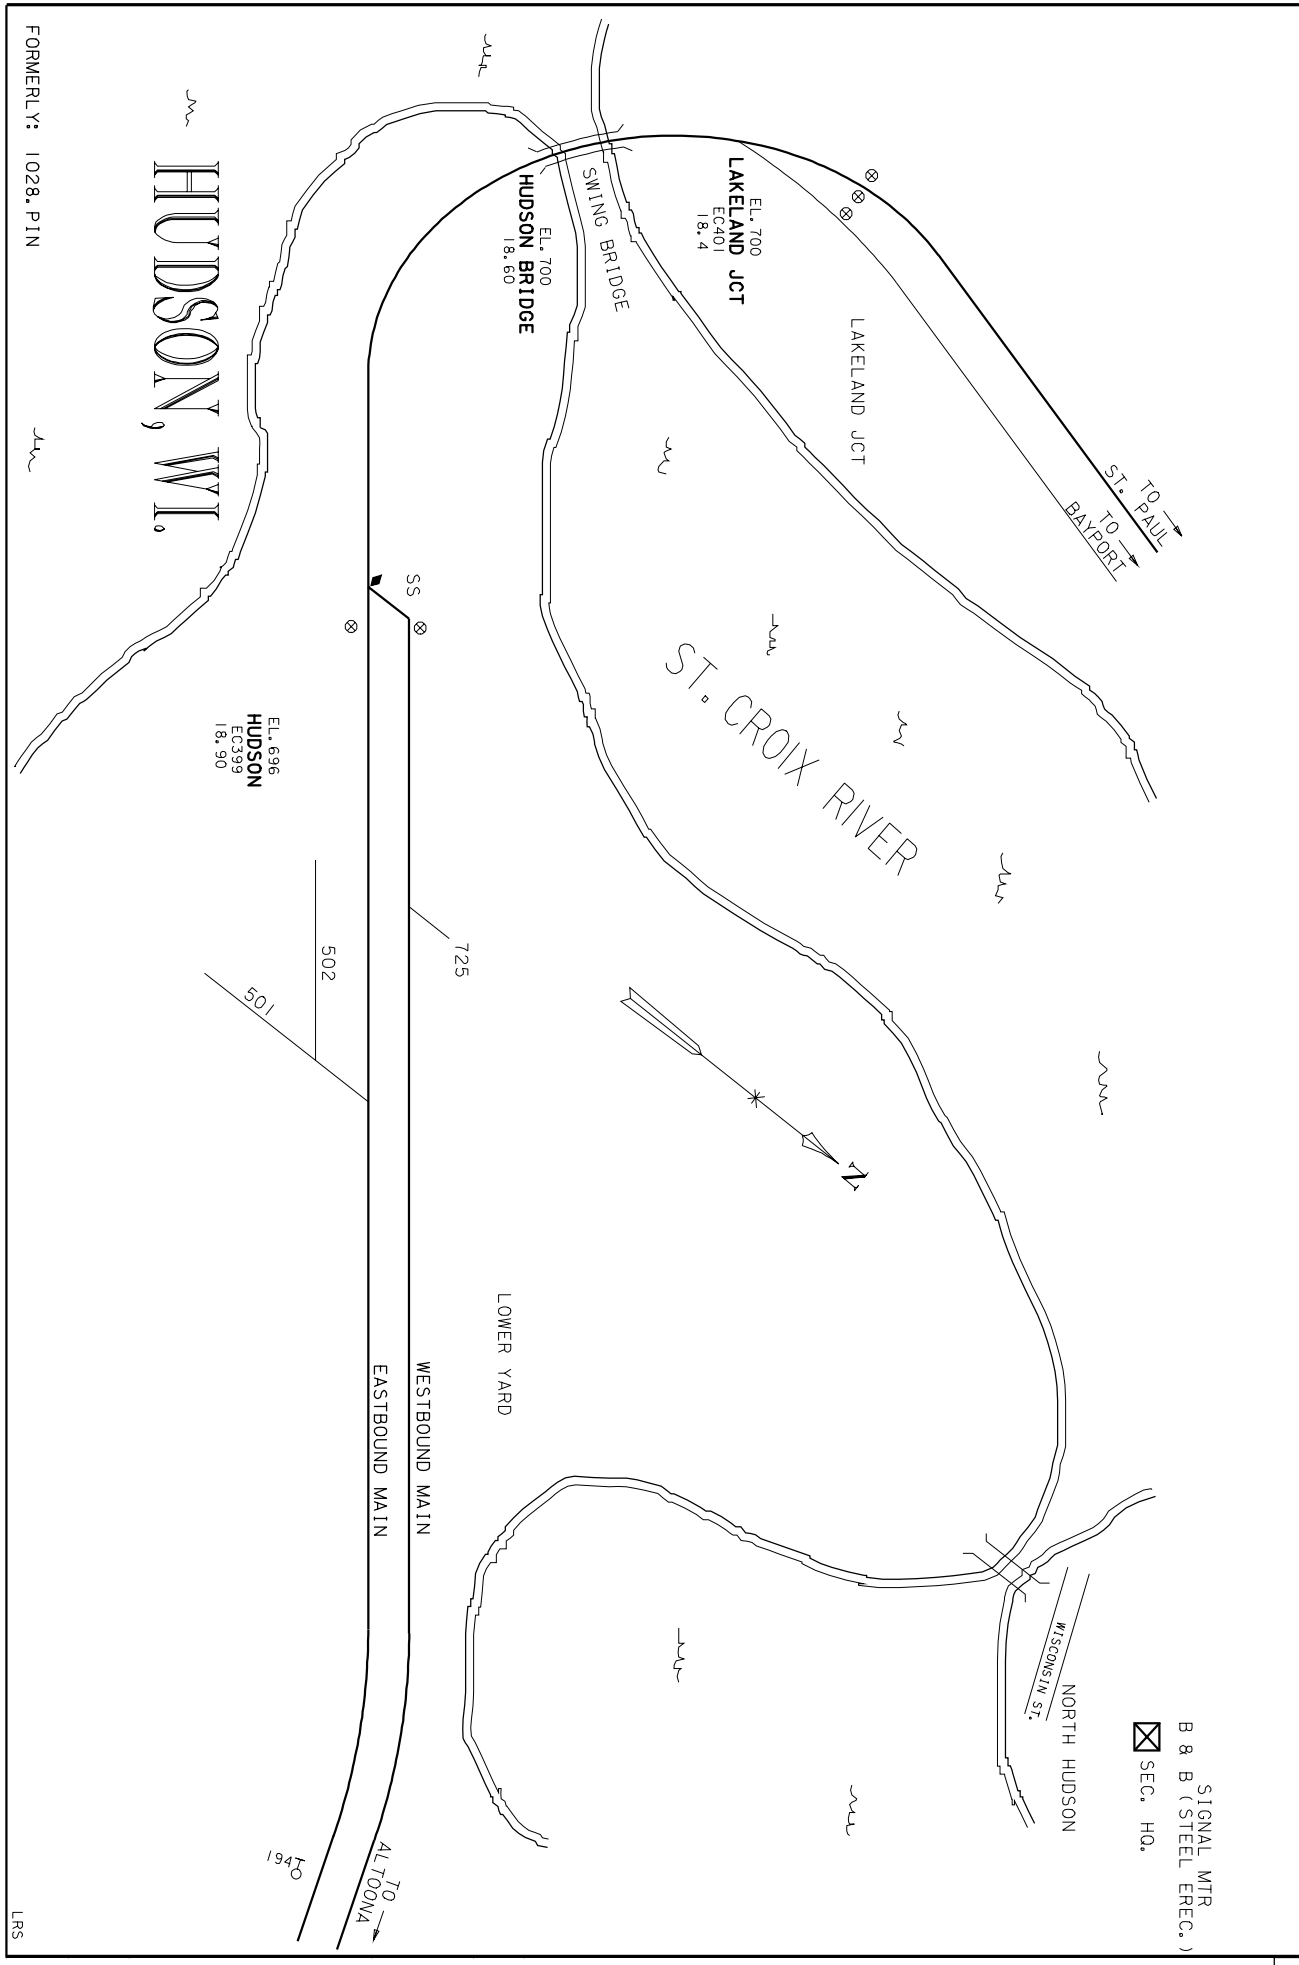 SIGNAL MTR
B & B (STEEL EREC.)
SEC. HQ.
NORTH HUDSON
WISCONSIN ST.
TO
ST. PAUL
TO
BAYPORT
LAKELAND JCT
EL. 700
LAKELAND JCT
EC401
18.4
SWING BRIDGE
EL. 700
HUDSON BRIDGE
18.60
ST. CROIX RIVER
N
LOWER YARD
725
SS
WESTBOUND MAIN
EASTBOUND MAIN
TO
ALTOONA
194
502
501
EL. 696
HUDSON
EC399
18.90
HUDSON, WI.
FORMERLY: 1028.PIN
LRS